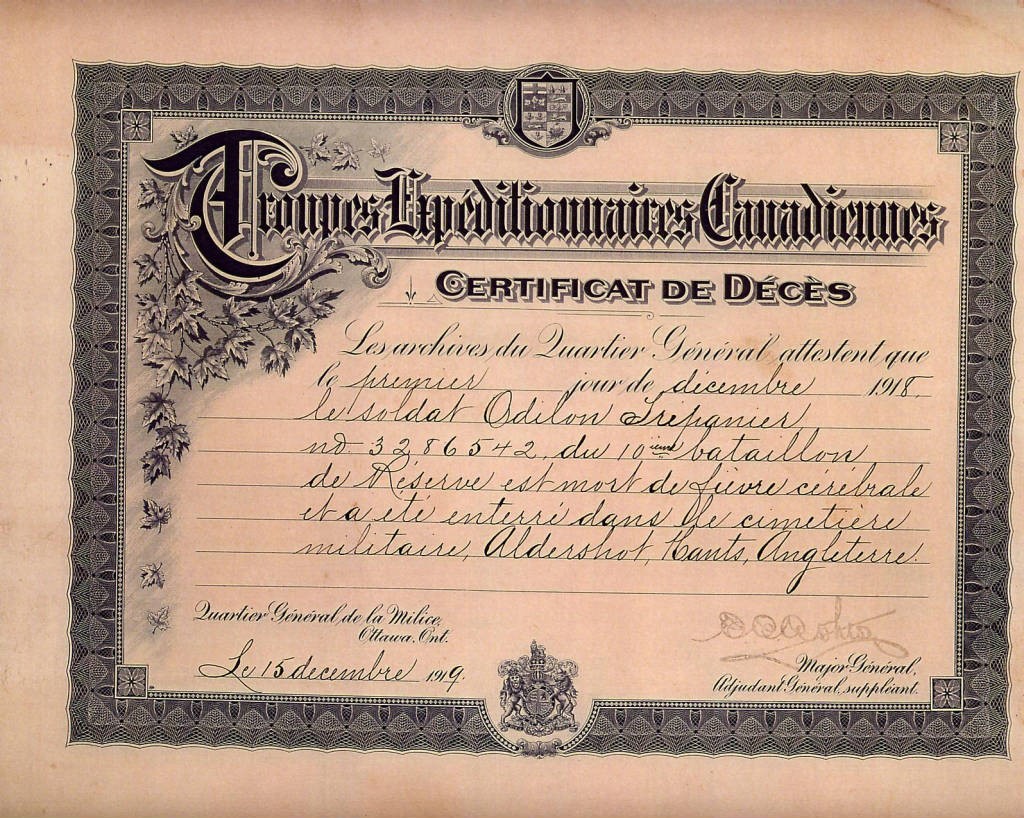 Troupes Expéditionnaires Canadiennes
CERTIFICAT DE DÉCÈS
Les archives du Quartier Général attestent que
le premier jour de décembre 1918.
le soldat Odilon Trépanier,
no. 3286542, du 10ième bataillon
de Réserve est mort de fièvre cérébrale
et a été enterré dans le cimetière
militaire, Aldershot, Hants, Angleterre.
Quartier Général de la Milice,
Ottawa, Ont.
Le 15 decembre 1919.
Major Général,
Adjudant Général, suppléant.